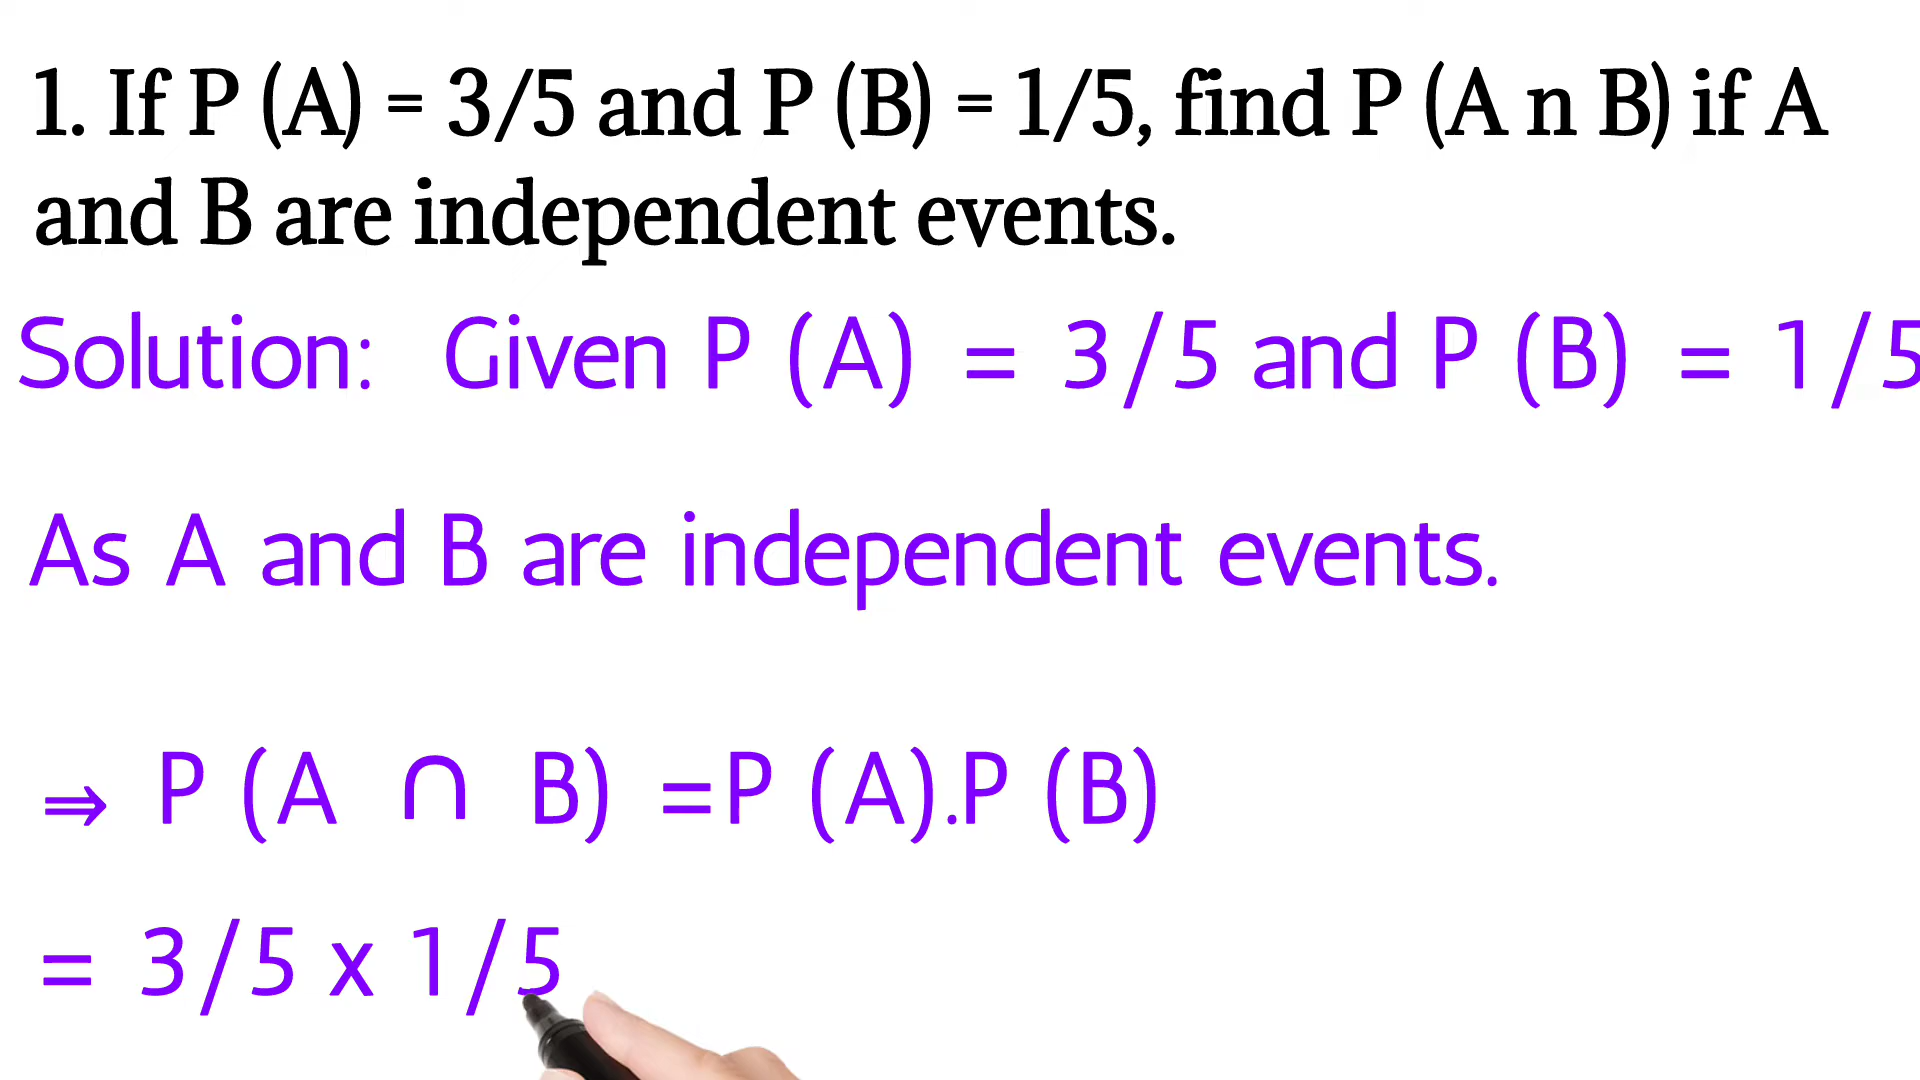 1. If P (A) = 3/5 and P (B) = 1/5, find P (A n B) if A
and B are independent events.
Solution: Given P (A) = 3/5 and P (B) = 1/5
As A and B are independent events.
⇒ P (A ∩ B) =P (A).P (B)
= 3/5 x 1/5